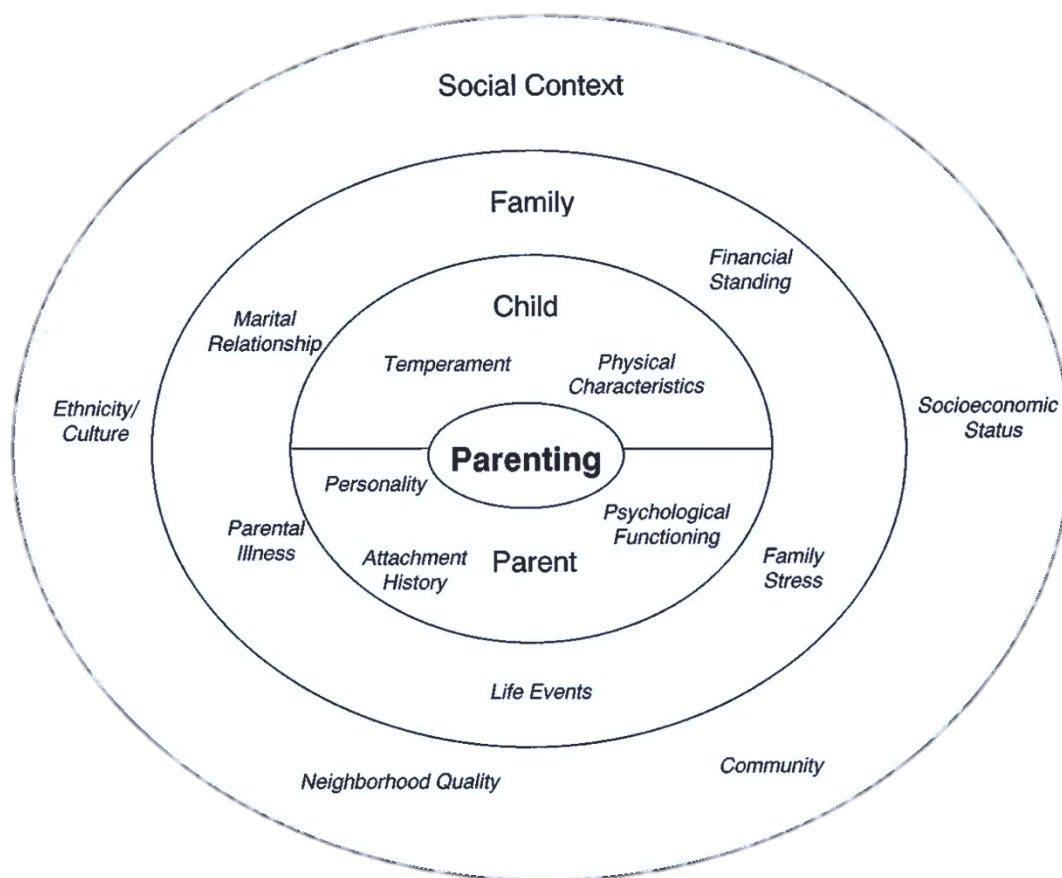 Social Context
Family
Financial
Standing
Child
Marital
Relationship
Temperament
Physical
Characteristics
Ethnicity/
Culture
Socioeconomic
Status
Parenting
Personality
Psychological
Functioning
Parental
Illness
Attachment
History
Parent
Family
Stress
Life Events
Neighborhood Quality
Community